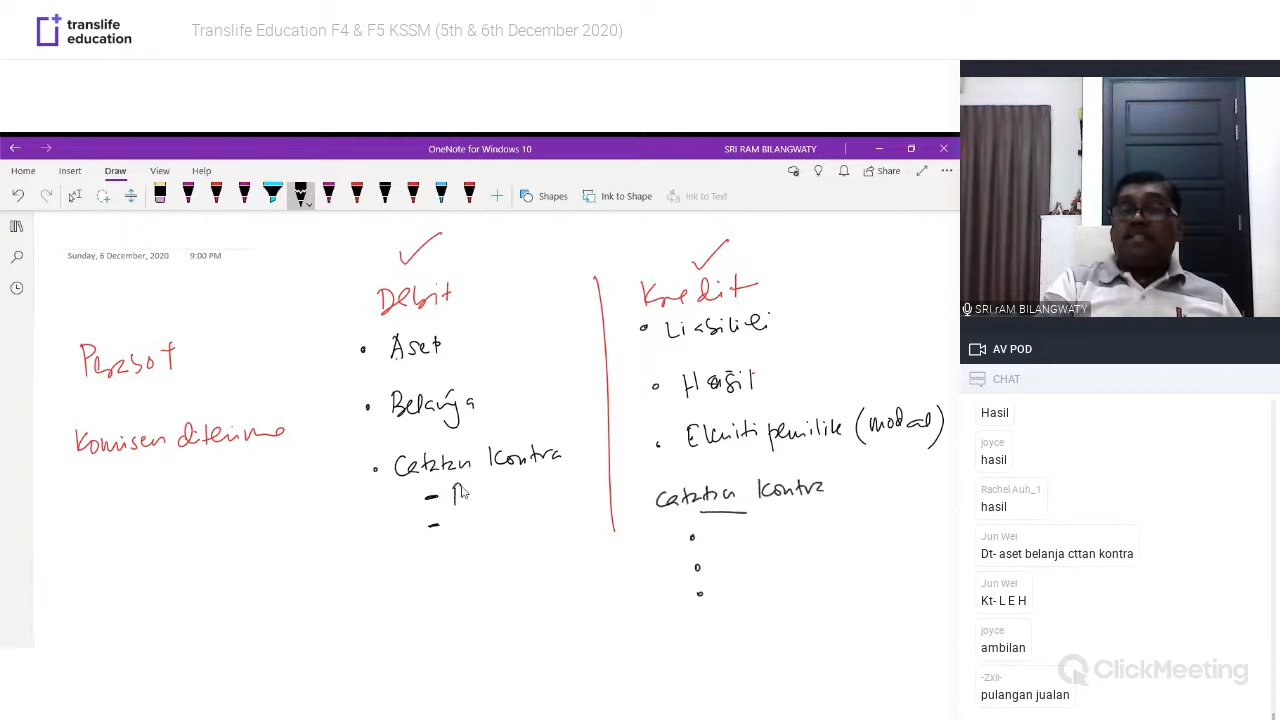 translife
education
Translife Education F4 & F5 KSSM (5th & 6th December 2020)
OneNote for Windows 10
SRI RAM BILANGWATY
Home
Insert
Draw
View
Help
Share
Shapes
Ink to Shape
Ink to Text
Sunday, 6 December, 2020
9:00 PM
Debit
Kredit
Perabot
Komisen diterima
• Aset
• Belanja
• Catatan Kontra
-
-
• Liabiliti
• Hasil
• Ekuiti pemilik (modal)
Catatan Kontra
SRI rAM BILANGWATY
AV POD
CHAT
Hasil
joyce
hasil
Rachel Auh_1
hasil
Jun Wei
Dt- aset belanja cttan kontra
Jun Wei
Kt- L E H
joyce
ambilan
-Zxll-
pulangan jualan
ClickMeeting